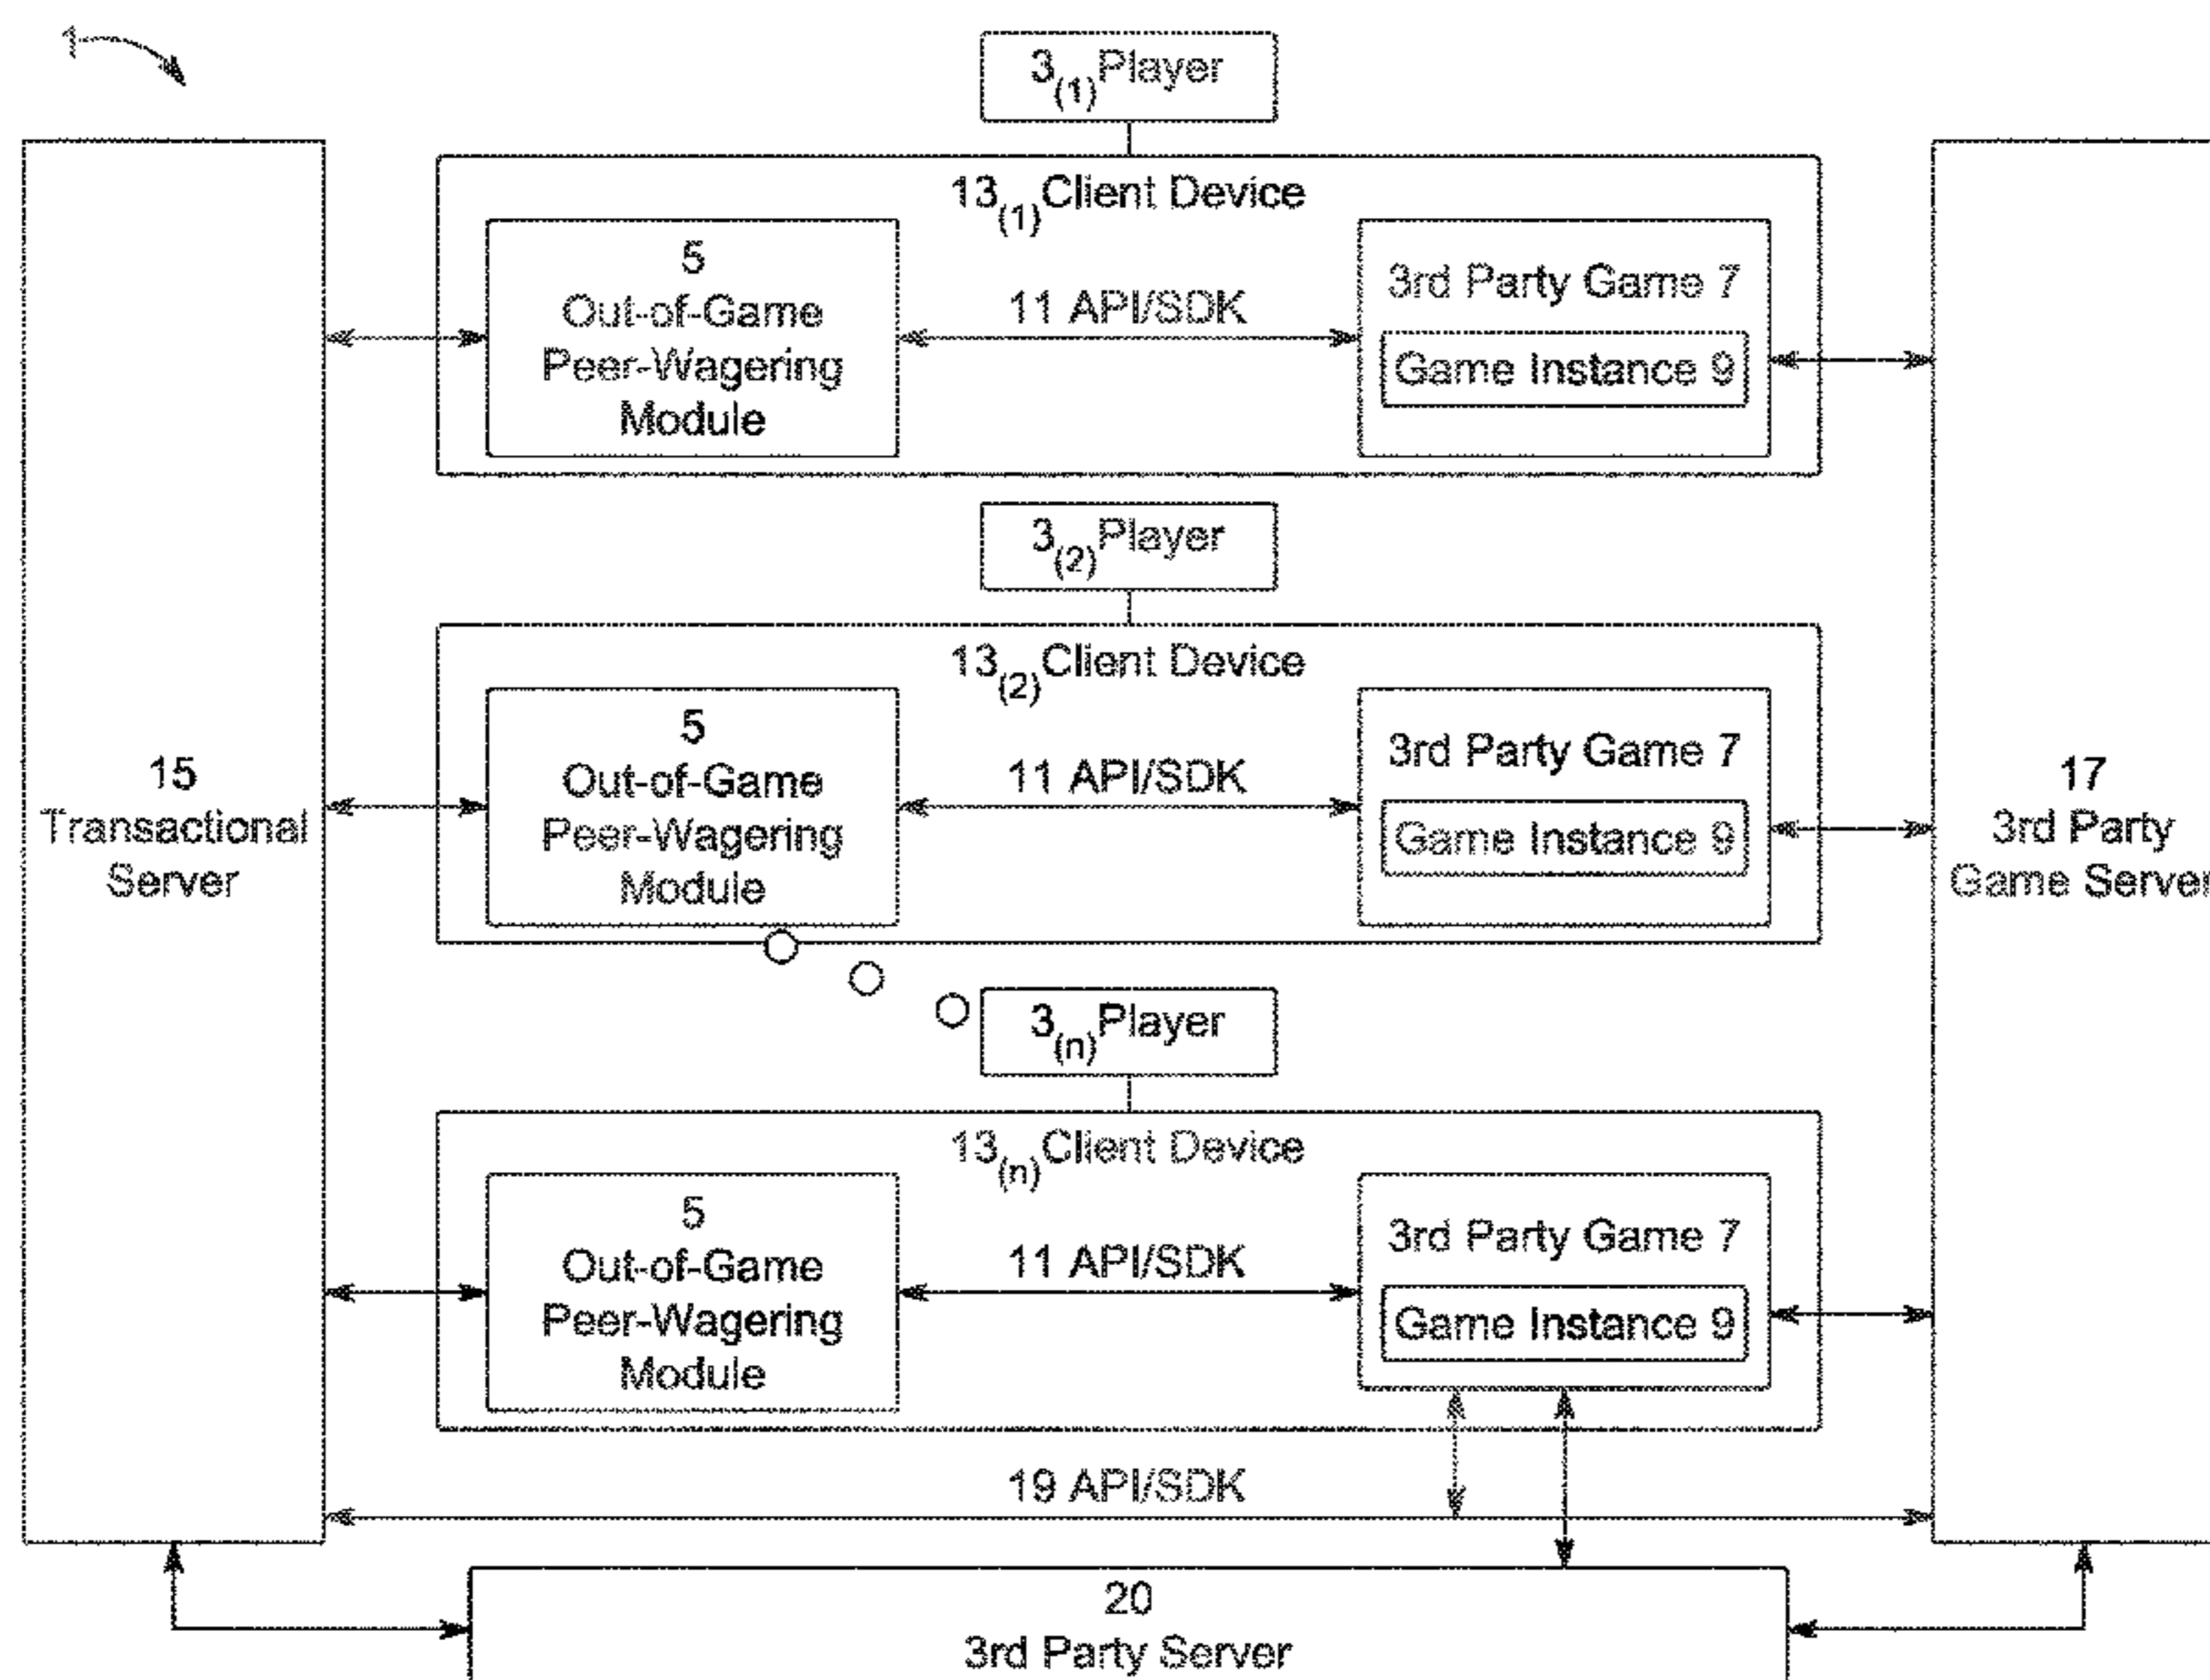 1
3(1) Player
13(1) Client Device
5
Out-of-Game
Peer-Wagering
Module
11 API/SDK
3rd Party Game 7
Game Instance 9
3(2) Player
13(2) Client Device
5
Out-of-Game
Peer-Wagering
Module
11 API/SDK
3rd Party Game 7
Game Instance 9
15
Transactional
Server
17
3rd Party
Game Server
3(n) Player
13(n) Client Device
5
Out-of-Game
Peer-Wagering
Module
11 API/SDK
3rd Party Game 7
Game Instance 9
19 API/SDK
20
3rd Party Server